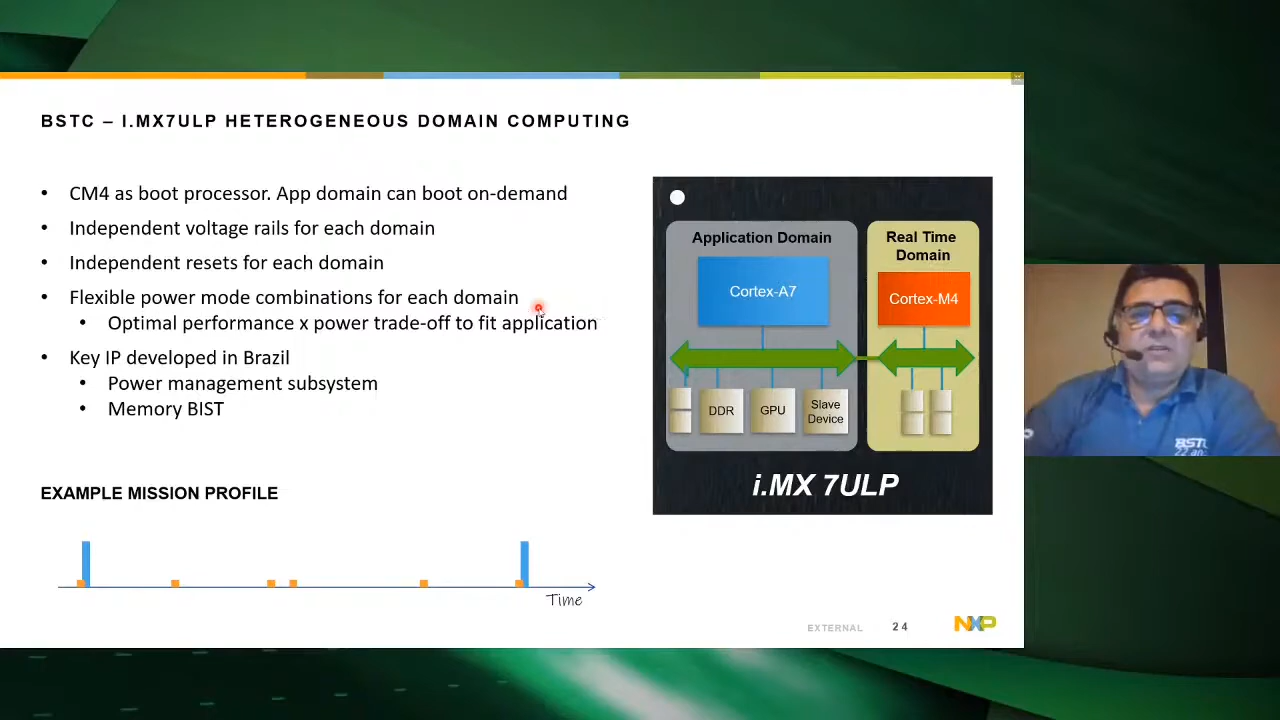 BSTC – I.MX7ULP HETEROGENEOUS DOMAIN COMPUTING
• CM4 as boot processor. App domain can boot on-demand
• Independent voltage rails for each domain
• Independent resets for each domain
• Flexible power mode combinations for each domain
• Optimal performance x power trade-off to fit application
• Key IP developed in Brazil
• Power management subsystem
• Memory BIST
EXAMPLE MISSION PROFILE
Time
Application Domain
Real Time
Domain
Cortex-A7
Cortex-M4
DDR
GPU
Slave
Device
i.MX 7ULP
EXTERNAL
24
NXP
BSTC